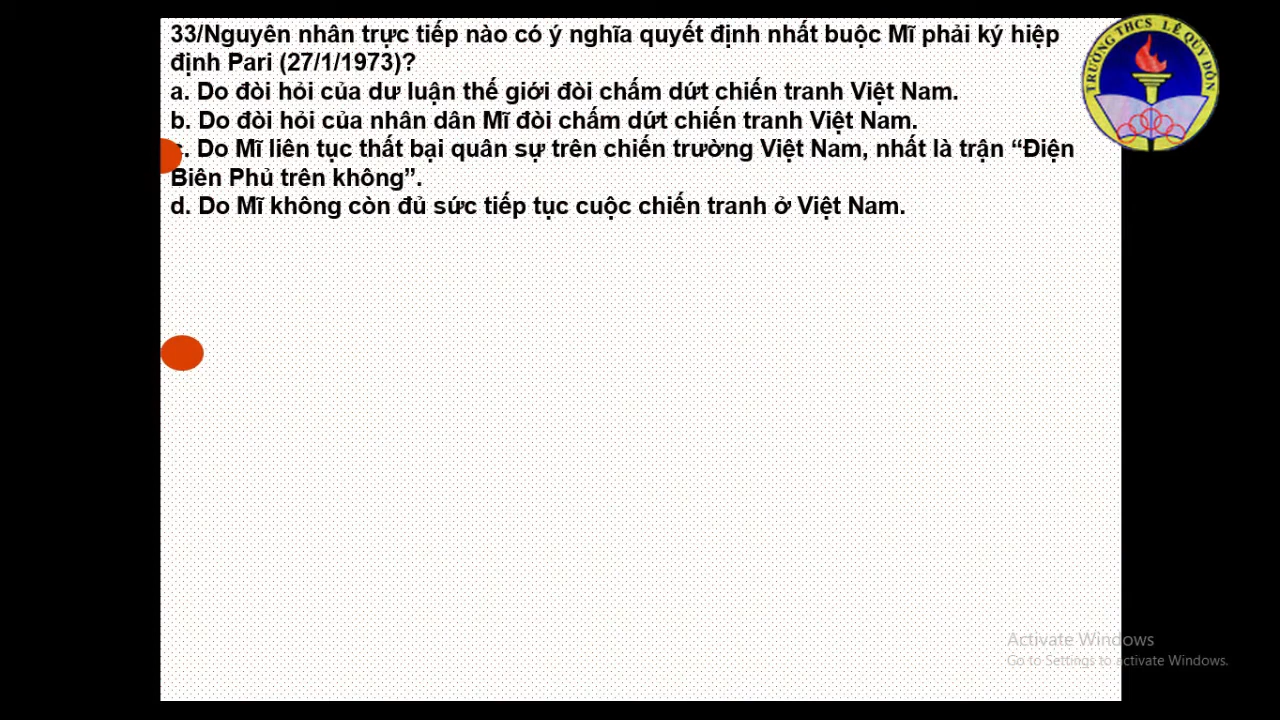 33/Nguyên nhân trực tiếp nào có ý nghĩa quyết định nhất buộc Mĩ phải ký hiệp
định Pari (27/1/1973)?
a. Do đòi hỏi của dư luận thế giới đòi chấm dứt chiến tranh Việt Nam.
b. Do đòi hỏi của nhân dân Mĩ đòi chấm dứt chiến tranh Việt Nam.
c. Do Mĩ liên tục thất bại quân sự trên chiến trường Việt Nam, nhất là trận “Điện
Biên Phủ trên không”.
d. Do Mĩ không còn đủ sức tiếp tục cuộc chiến tranh ở Việt Nam.
TRƯỜNG THCS LÊ QUÝ ĐÔN
Activate Windows
Go to Settings to activate Windows.